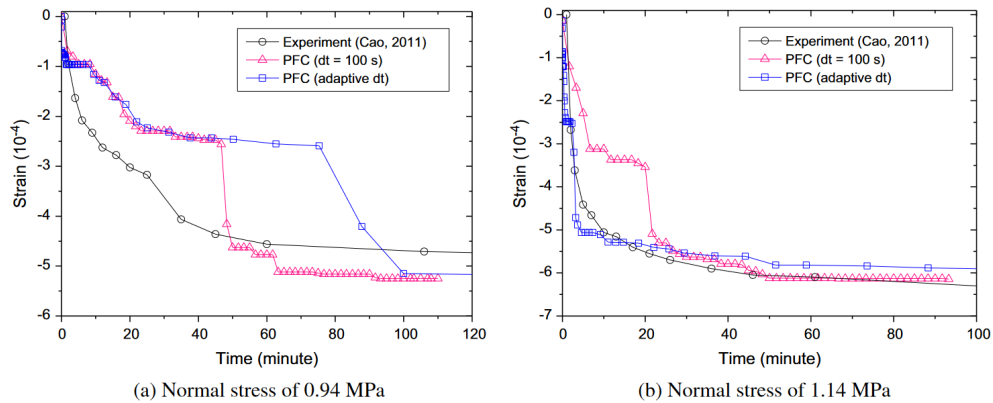 -0
-1
-2
-3
-4
-5
-6
Strain (10⁻⁴)
Experiment (Cao, 2011)
PFC (dt = 100 s)
PFC (adaptive dt)
0 20 40 60 80 100 120
Time (minute)
(a) Normal stress of 0.94 MPa
-0
-1
-2
-3
-4
-5
-6
-7
Strain (10⁻⁴)
Experiment (Cao, 2011)
PFC (dt = 100 s)
PFC (adaptive dt)
0 20 40 60 80 100
Time (minute)
(b) Normal stress of 1.14 MPa